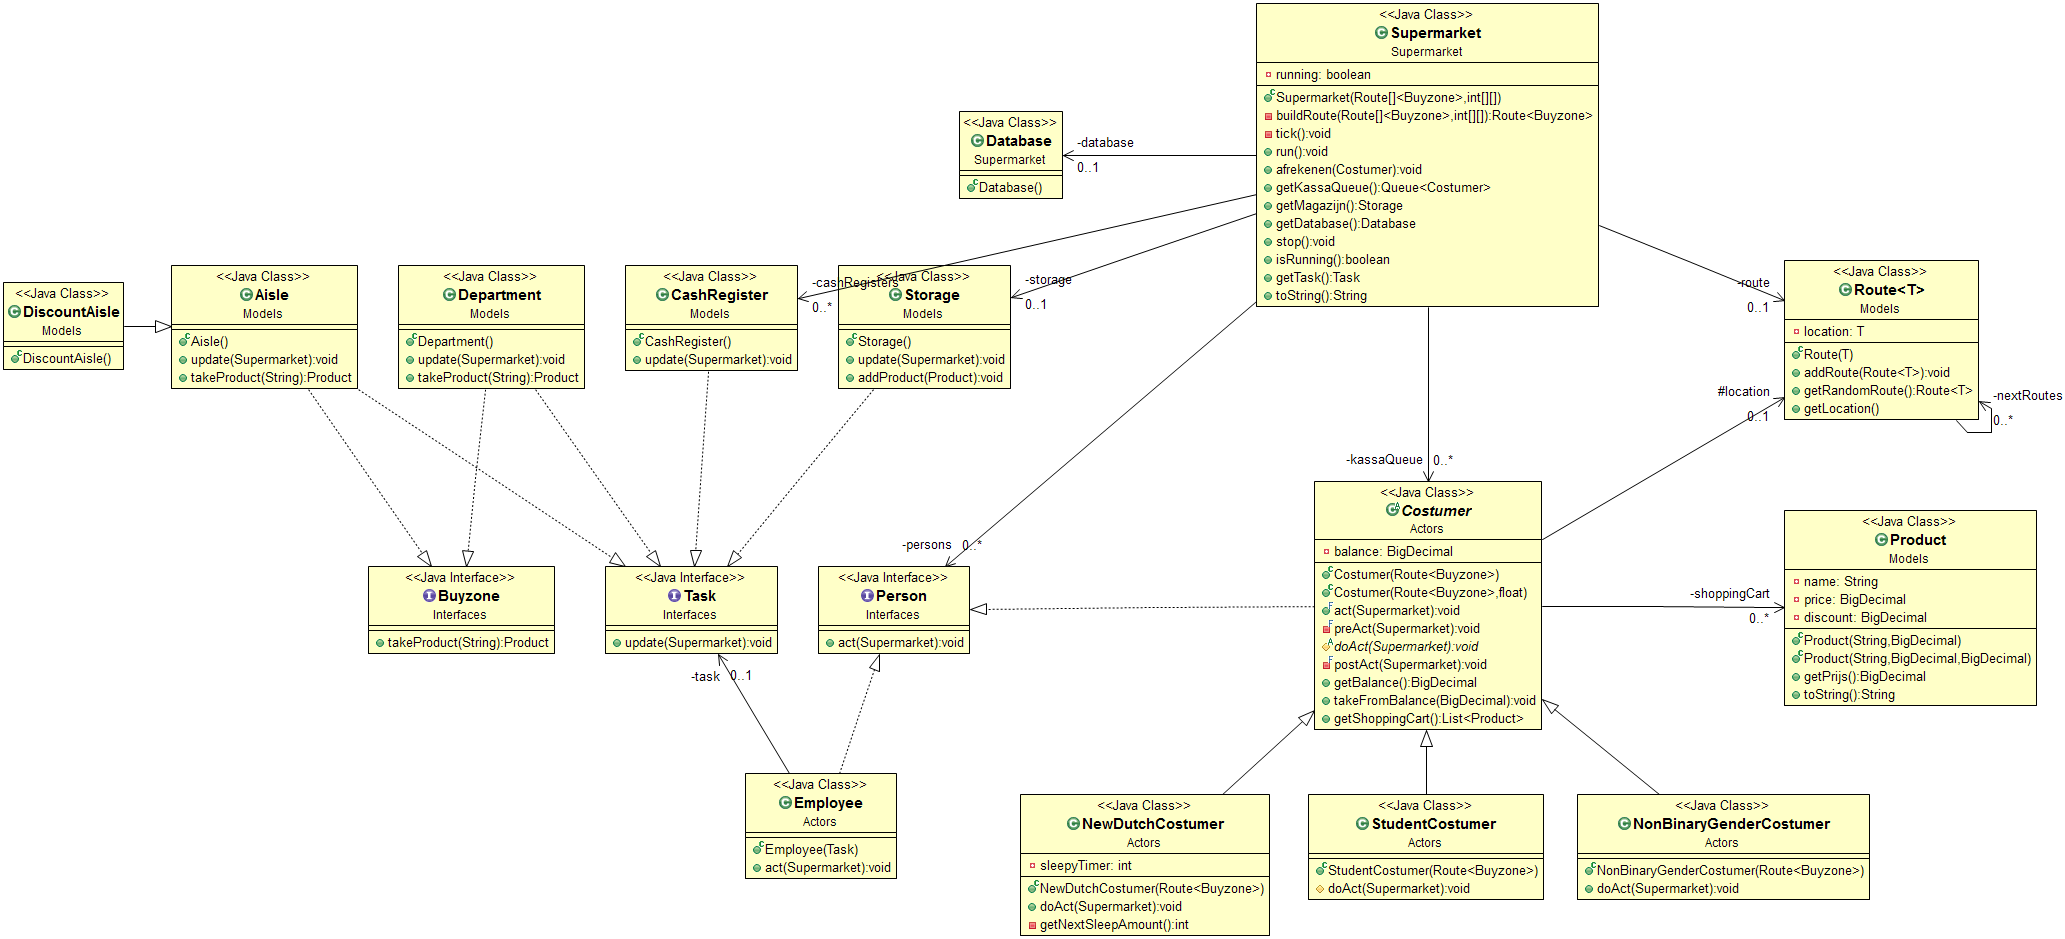 <<Java Class>>
Supermarket
Supermarket
running: boolean
Supermarket(Route[]<Buyzone>,int[][])
buildRoute(Route[]<Buyzone>,int[][]):Route<Buyzone>
tick():void
run():void
afrekenen(Costumer):void
getKassaQueue():Queue<Costumer>
getMagazijn():Storage
getDatabase():Database
stop():void
isRunning():boolean
getTask():Task
toString():String
<<Java Class>>
Database
Supermarket
Database()
-database
0..1
-cashRegisters
0..*
-storage
0..1
-route
0..1
<<Java Class>>
DiscountAisle
Models
DiscountAisle()
<<Java Class>>
Aisle
Models
Aisle()
update(Supermarket):void
takeProduct(String):Product
<<Java Class>>
Department
Models
Department()
update(Supermarket):void
takeProduct(String):Product
<<Java Class>>
CashRegister
Models
CashRegister()
update(Supermarket):void
<<Java Class>>
Storage
Models
Storage()
update(Supermarket):void
addProduct(Product):void
<<Java Class>>
Route<T>
Models
location: T
Route(T)
addRoute(Route<T>):void
getRandomRoute():Route<T>
getLocation()
-nextRoutes
0..*
#location
0..1
-kassaQueue
0..*
-persons
0..*
<<Java Interface>>
Buyzone
Interfaces
takeProduct(String):Product
<<Java Interface>>
Task
Interfaces
update(Supermarket):void
<<Java Interface>>
Person
Interfaces
act(Supermarket):void
<<Java Class>>
Costumer
Actors
balance: BigDecimal
Costumer(Route<Buyzone>)
Costumer(Route<Buyzone>,float)
act(Supermarket):void
preAct(Supermarket):void
doAct(Supermarket):void
postAct(Supermarket):void
getBalance():BigDecimal
takeFromBalance(BigDecimal):void
getShoppingCart():List<Product>
-shoppingCart
0..*
<<Java Class>>
Product
Models
name: String
price: BigDecimal
discount: BigDecimal
Product(String,BigDecimal)
Product(String,BigDecimal,BigDecimal)
getPrijs():BigDecimal
toString():String
-task
0..1
<<Java Class>>
Employee
Actors
Employee(Task)
act(Supermarket):void
<<Java Class>>
NewDutchCostumer
Actors
sleepyTimer: int
NewDutchCostumer(Route<Buyzone>)
doAct(Supermarket):void
getNextSleepAmount():int
<<Java Class>>
StudentCostumer
Actors
StudentCostumer(Route<Buyzone>)
doAct(Supermarket):void
<<Java Class>>
NonBinaryGenderCostumer
Actors
NonBinaryGenderCostumer(Route<Buyzone>)
doAct(Supermarket):void